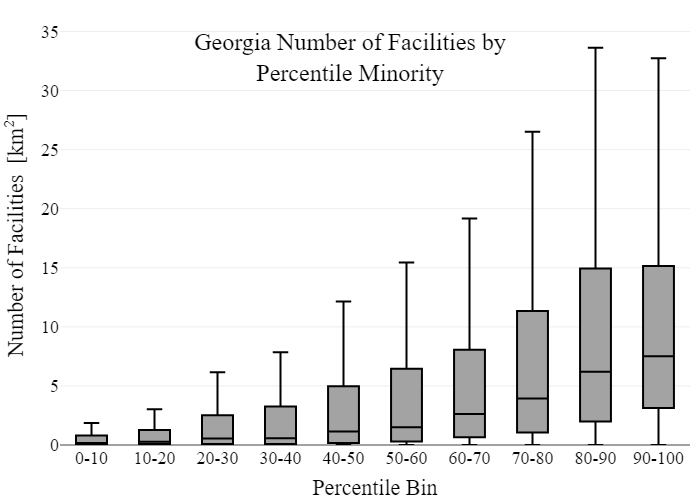 Georgia Number of Facilities by
Percentile Minority
Number of Facilities [km²]
35
30
25
20
15
10
5
0
0-10 10-20 20-30 30-40 40-50 50-60 60-70 70-80 80-90 90-100
Percentile Bin